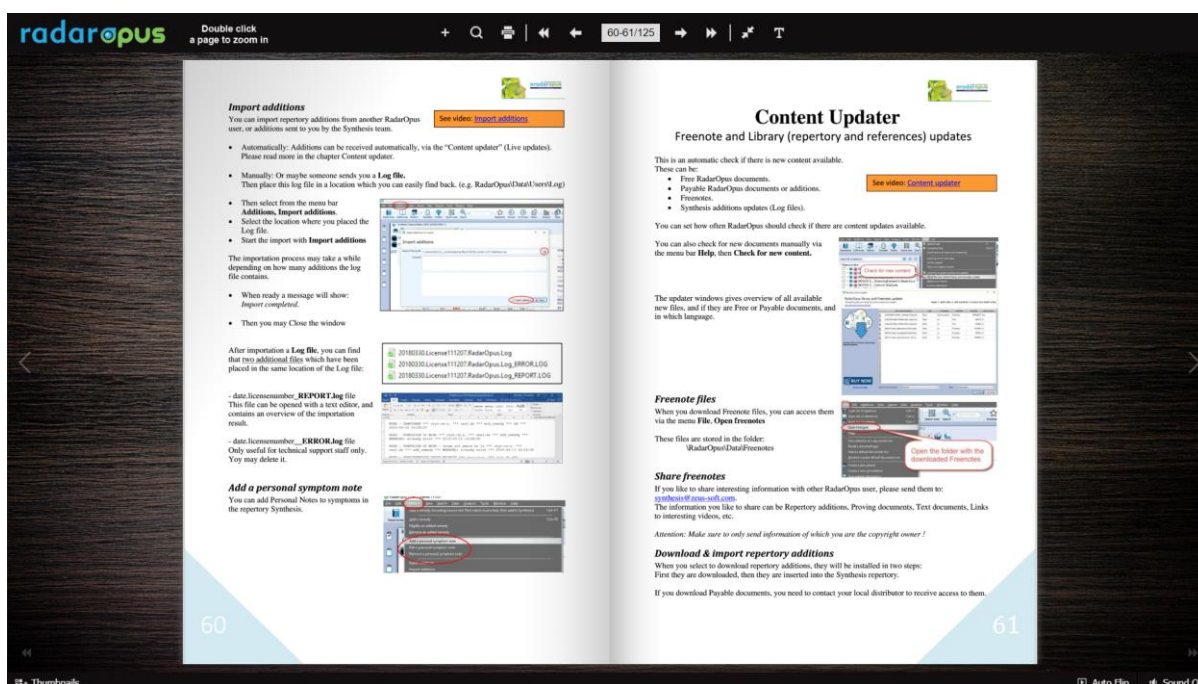 radaropus
Double click
a page to zoom in
60-61/125
T
Import additions
You can import repertory additions from another RadarOpus
user, or additions sent to you by the Synthesis team.
See video: Import additions
• Automatically: Additions can be received automatically, via the “Content updater” (Live updates).
Please read more in the chapter Content updater.
• Manually: Or maybe someone sends you a Log file.
Then place this log file in a location which you can easily find back. (e.g. RadarOpus\Data\Users\Log)
• Then select from the menu bar
Additions, Import additions.
• Select the location where you placed the
Log file.
• Start the import with Import additions
Import additions
The importation process may take a while
depending on how many additions the log
file contains.
• When ready a message will show:
Import completed.
• Then you may Close the window
After importation a Log file, you can find
that two additional files which have been
placed in the same location of the Log file:
20180330.License111207.RadarOpus.Log
20180330.License111207.RadarOpus.Log_ERROR.LOG
20180330.License111207.RadarOpus.Log_REPORT.LOG
- date.licensenumber_REPORT.log file
This file can be opened with a text editor, and
contains an overview of the importation
result.
- date.licensenumber__ERROR.log file
Only useful for technical support staff only.
Yoy may delete it.
Add a personal symptom note
You can add Personal Notes to symptoms in
the repertory Synthesis.
60
Content Updater
Freenote and Library (repertory and references) updates
This is an automatic check if there is new content available.
These can be:
• Free RadarOpus documents.
• Payable RadarOpus documents or additions.
• Freenotes.
• Synthesis additions updates (Log files).
See video: Content updater
You can set how often RadarOpus should check if there are content updates available.
You can also check for new documents manually via
the menu bar Help, then Check for new content.
Check for new content
The updater windows gives overview of all available
new files, and if they are Free or Payable documents, and
in which language.
BUY NOW
Freenote files
When you download Freenote files, you can access them
via the menu File, Open freenotes
These files are stored in the folder:
\RadarOpus\Data\Freenotes
Open the folder with the
downloaded Freenotes
Share freenotes
If you like to share interesting information with other RadarOpus user, please send them to:
synthesis@zeus-soft.com.
The information you like to share can be Repertory additions, Proving documents, Text documents, Links
to interesting videos, etc.
Attention: Make sure to only send information of which you are the copyright owner !
Download & import repertory additions
When you select to download repertory additions, they will be installed in two steps:
First they are downloaded, then they are inserted into the Synthesis repertory.
If you download Payable documents, you need to contact your local distributor to receive access to them.
61
Thumbnails
Auto Flip
Sound